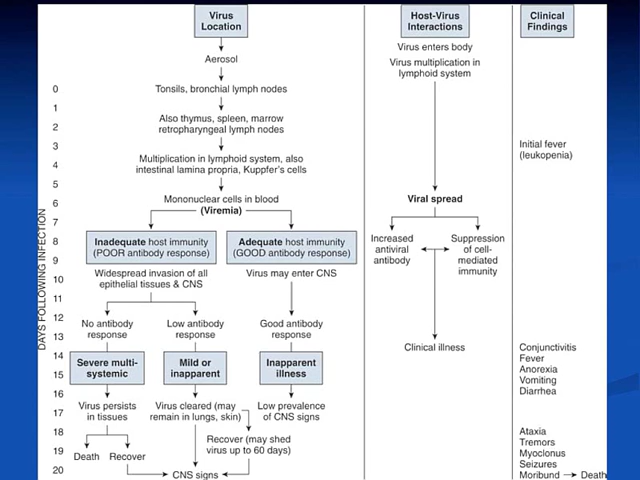 Virus
Location
Host-Virus
Interactions
Clinical
Findings
Aerosol
Virus enters body
Virus multiplication in
lymphoid system
0
Tonsils, bronchial lymph nodes
1
2
Also thymus, spleen, marrow
retropharyngeal lymph nodes
3
Initial fever
(leukopenia)
4
Multiplication in lymphoid system, also
intestinal lamina propria, Kupffer's cells
5
6
Mononuclear cells in blood
(Viremia)
Viral spread
7
8
Inadequate host immunity
(POOR antibody response)
Adequate host immunity
(GOOD antibody response)
Increased
antiviral
antibody
Suppression
of cell-
mediated
immunity
9
10
Widespread invasion of all
epithelial tissues & CNS
Virus may enter CNS
11
12
13
No antibody
response
Low antibody
response
Good antibody
response
Clinical illness
14
15
Severe multi-
systemic
Mild or
inapparent
Inapparent
illness
Conjunctivitis
Fever
Anorexia
Vomiting
Diarrhea
16
17
Virus persists
in tissues
Virus cleared (may
remain in lungs, skin)
Low prevalence
of CNS signs
18
Recover (may shed
virus up to 60 days)
19
Death
Recover
20
CNS signs
Ataxia
Tremors
Myoclonus
Seizures
Moribund
Death
DAYS FOLLOWING INFECTION